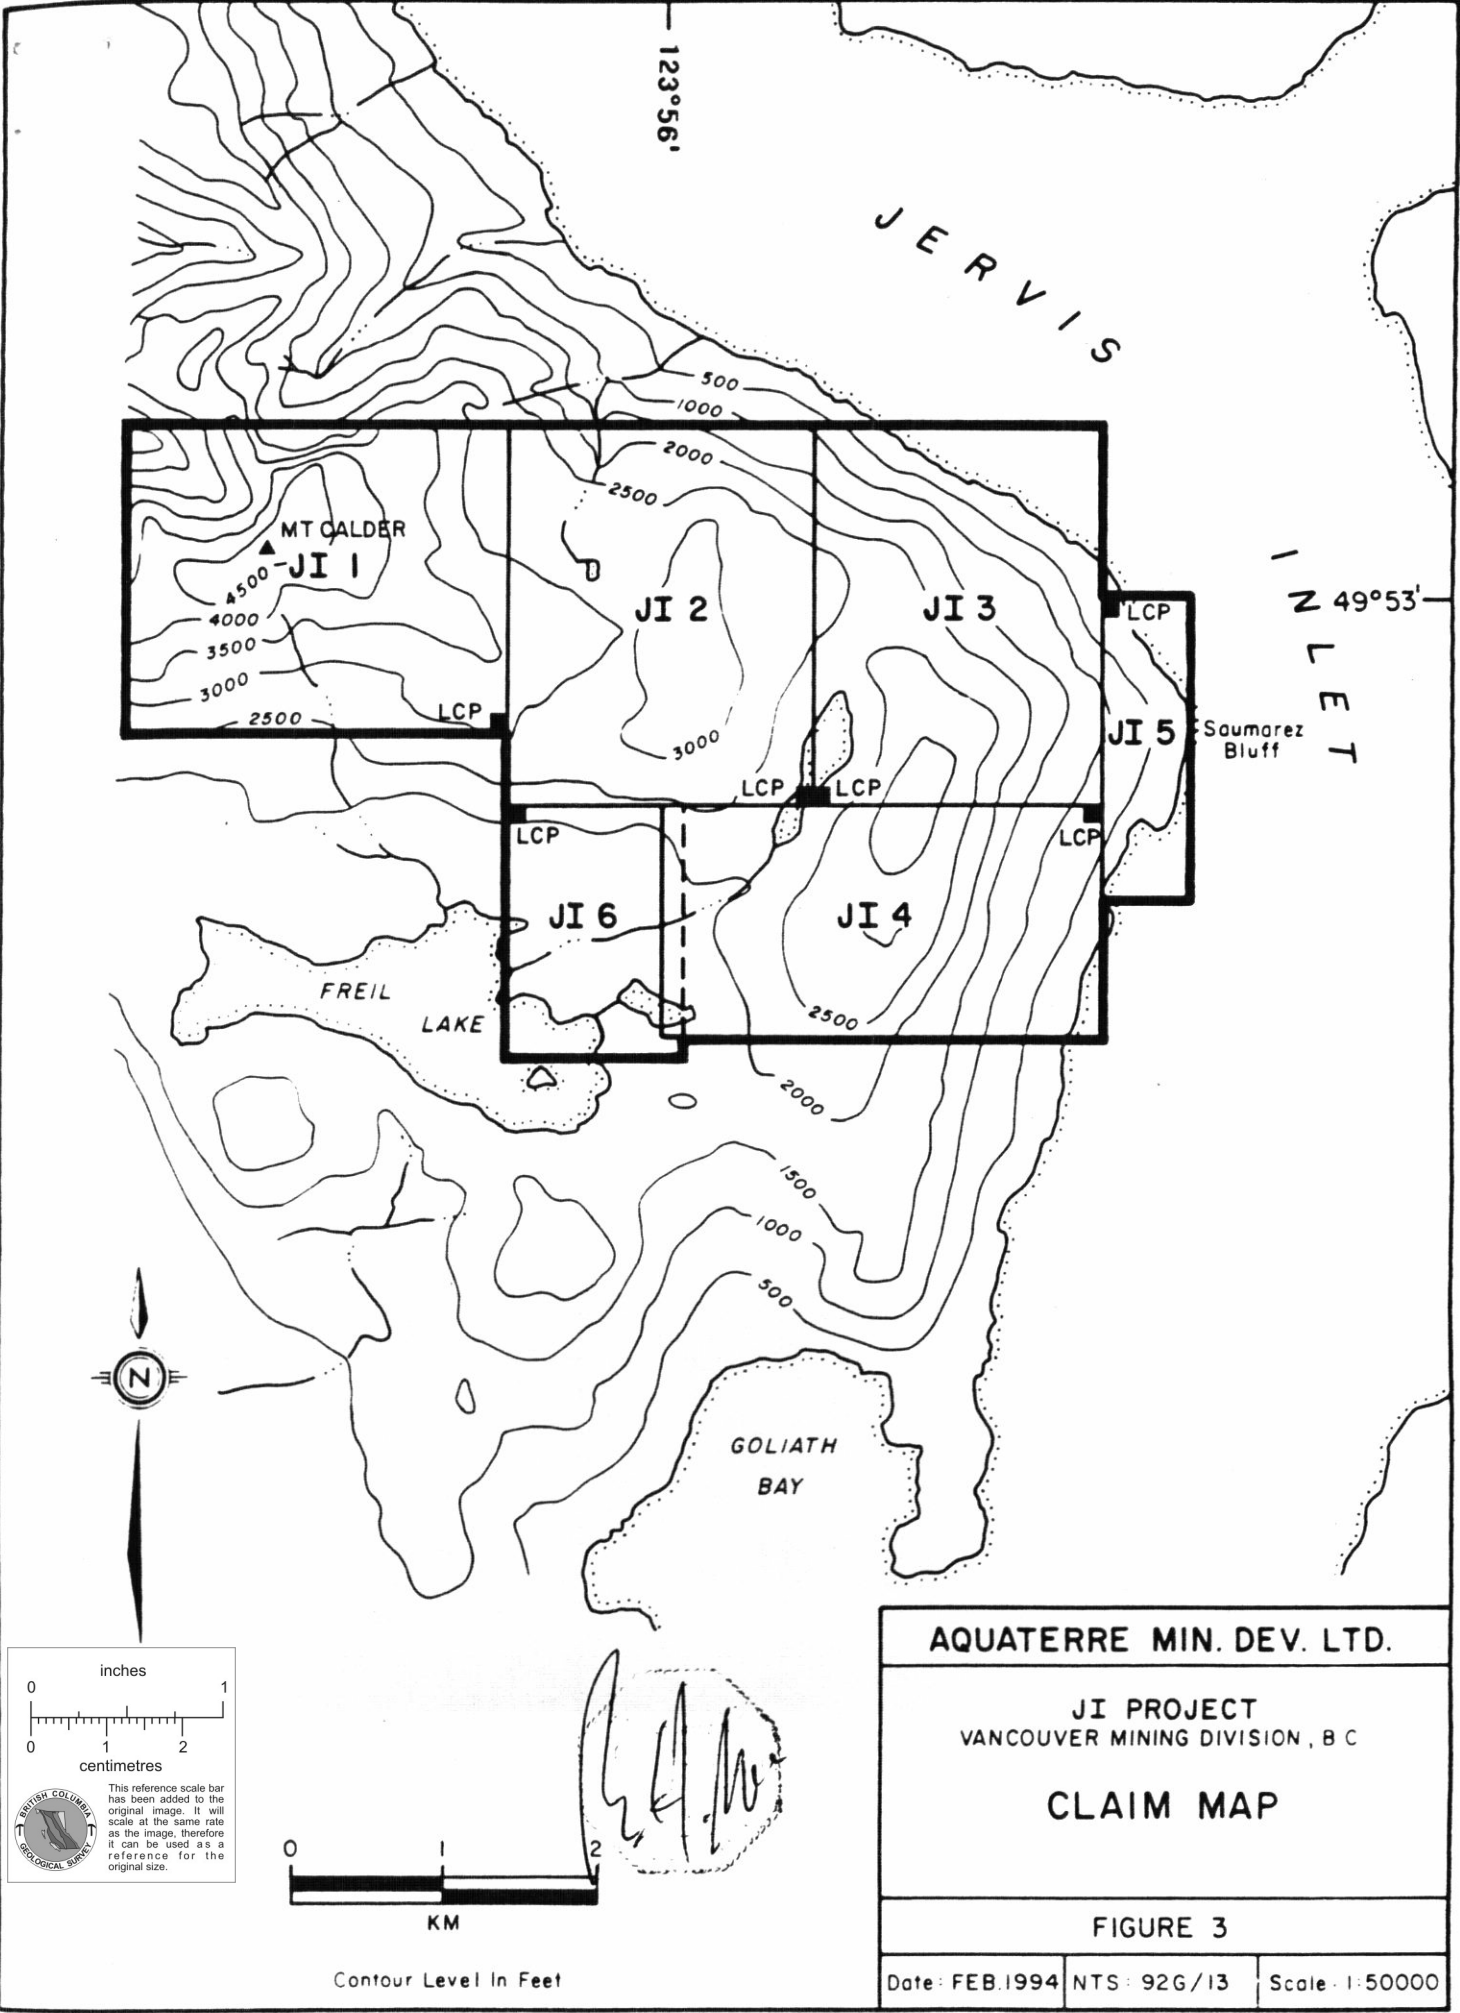 123°56'
JERVIS
INLET
500
1000
2000
2500
MT CALDER
JI 1
4500
4000
3500
3000
2500
LCP
JI 2
3000
JI 3
LCP
49°53'
JI 5
Saumarez
Bluff
LCP
LCP
LCP
LCP
JI 6
JI 4
FREIL
LAKE
2500
2000
1500
1000
500
N
GOLIATH
BAY
inches
0 1
0 1 2
centimetres
This reference scale bar
has been added to the
original image. It will
scale at the same rate
as the image, therefore
it can be used as a
reference for the
original size.
BRITISH COLUMBIA
GEOLOGICAL SURVEY
0 1 2
KM
Contour Level In Feet
AQUATERRE MIN. DEV. LTD.
JI PROJECT
VANCOUVER MINING DIVISION, B C
CLAIM MAP
FIGURE 3
Date: FEB.1994 NTS: 92G/13 Scale · 1:50000